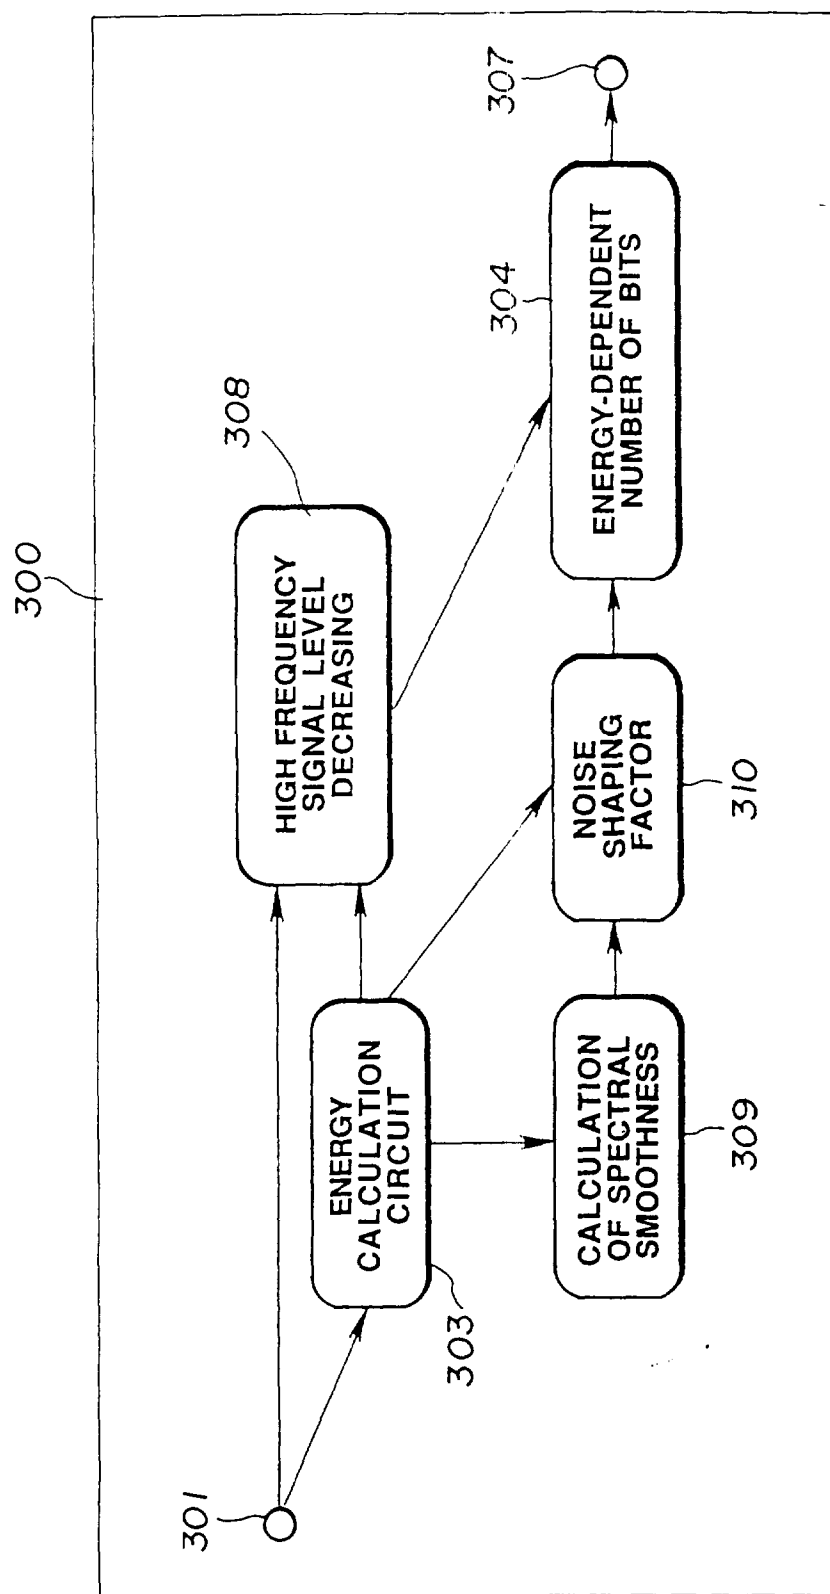 300
301
303
ENERGY
CALCULATION
CIRCUIT
308
HIGH FREQUENCY
SIGNAL LEVEL
DECREASING
309
CALCULATION
OF SPECTRAL
SMOOTHNESS
310
NOISE
SHAPING
FACTOR
304
ENERGY-DEPENDENT
NUMBER OF BITS
307